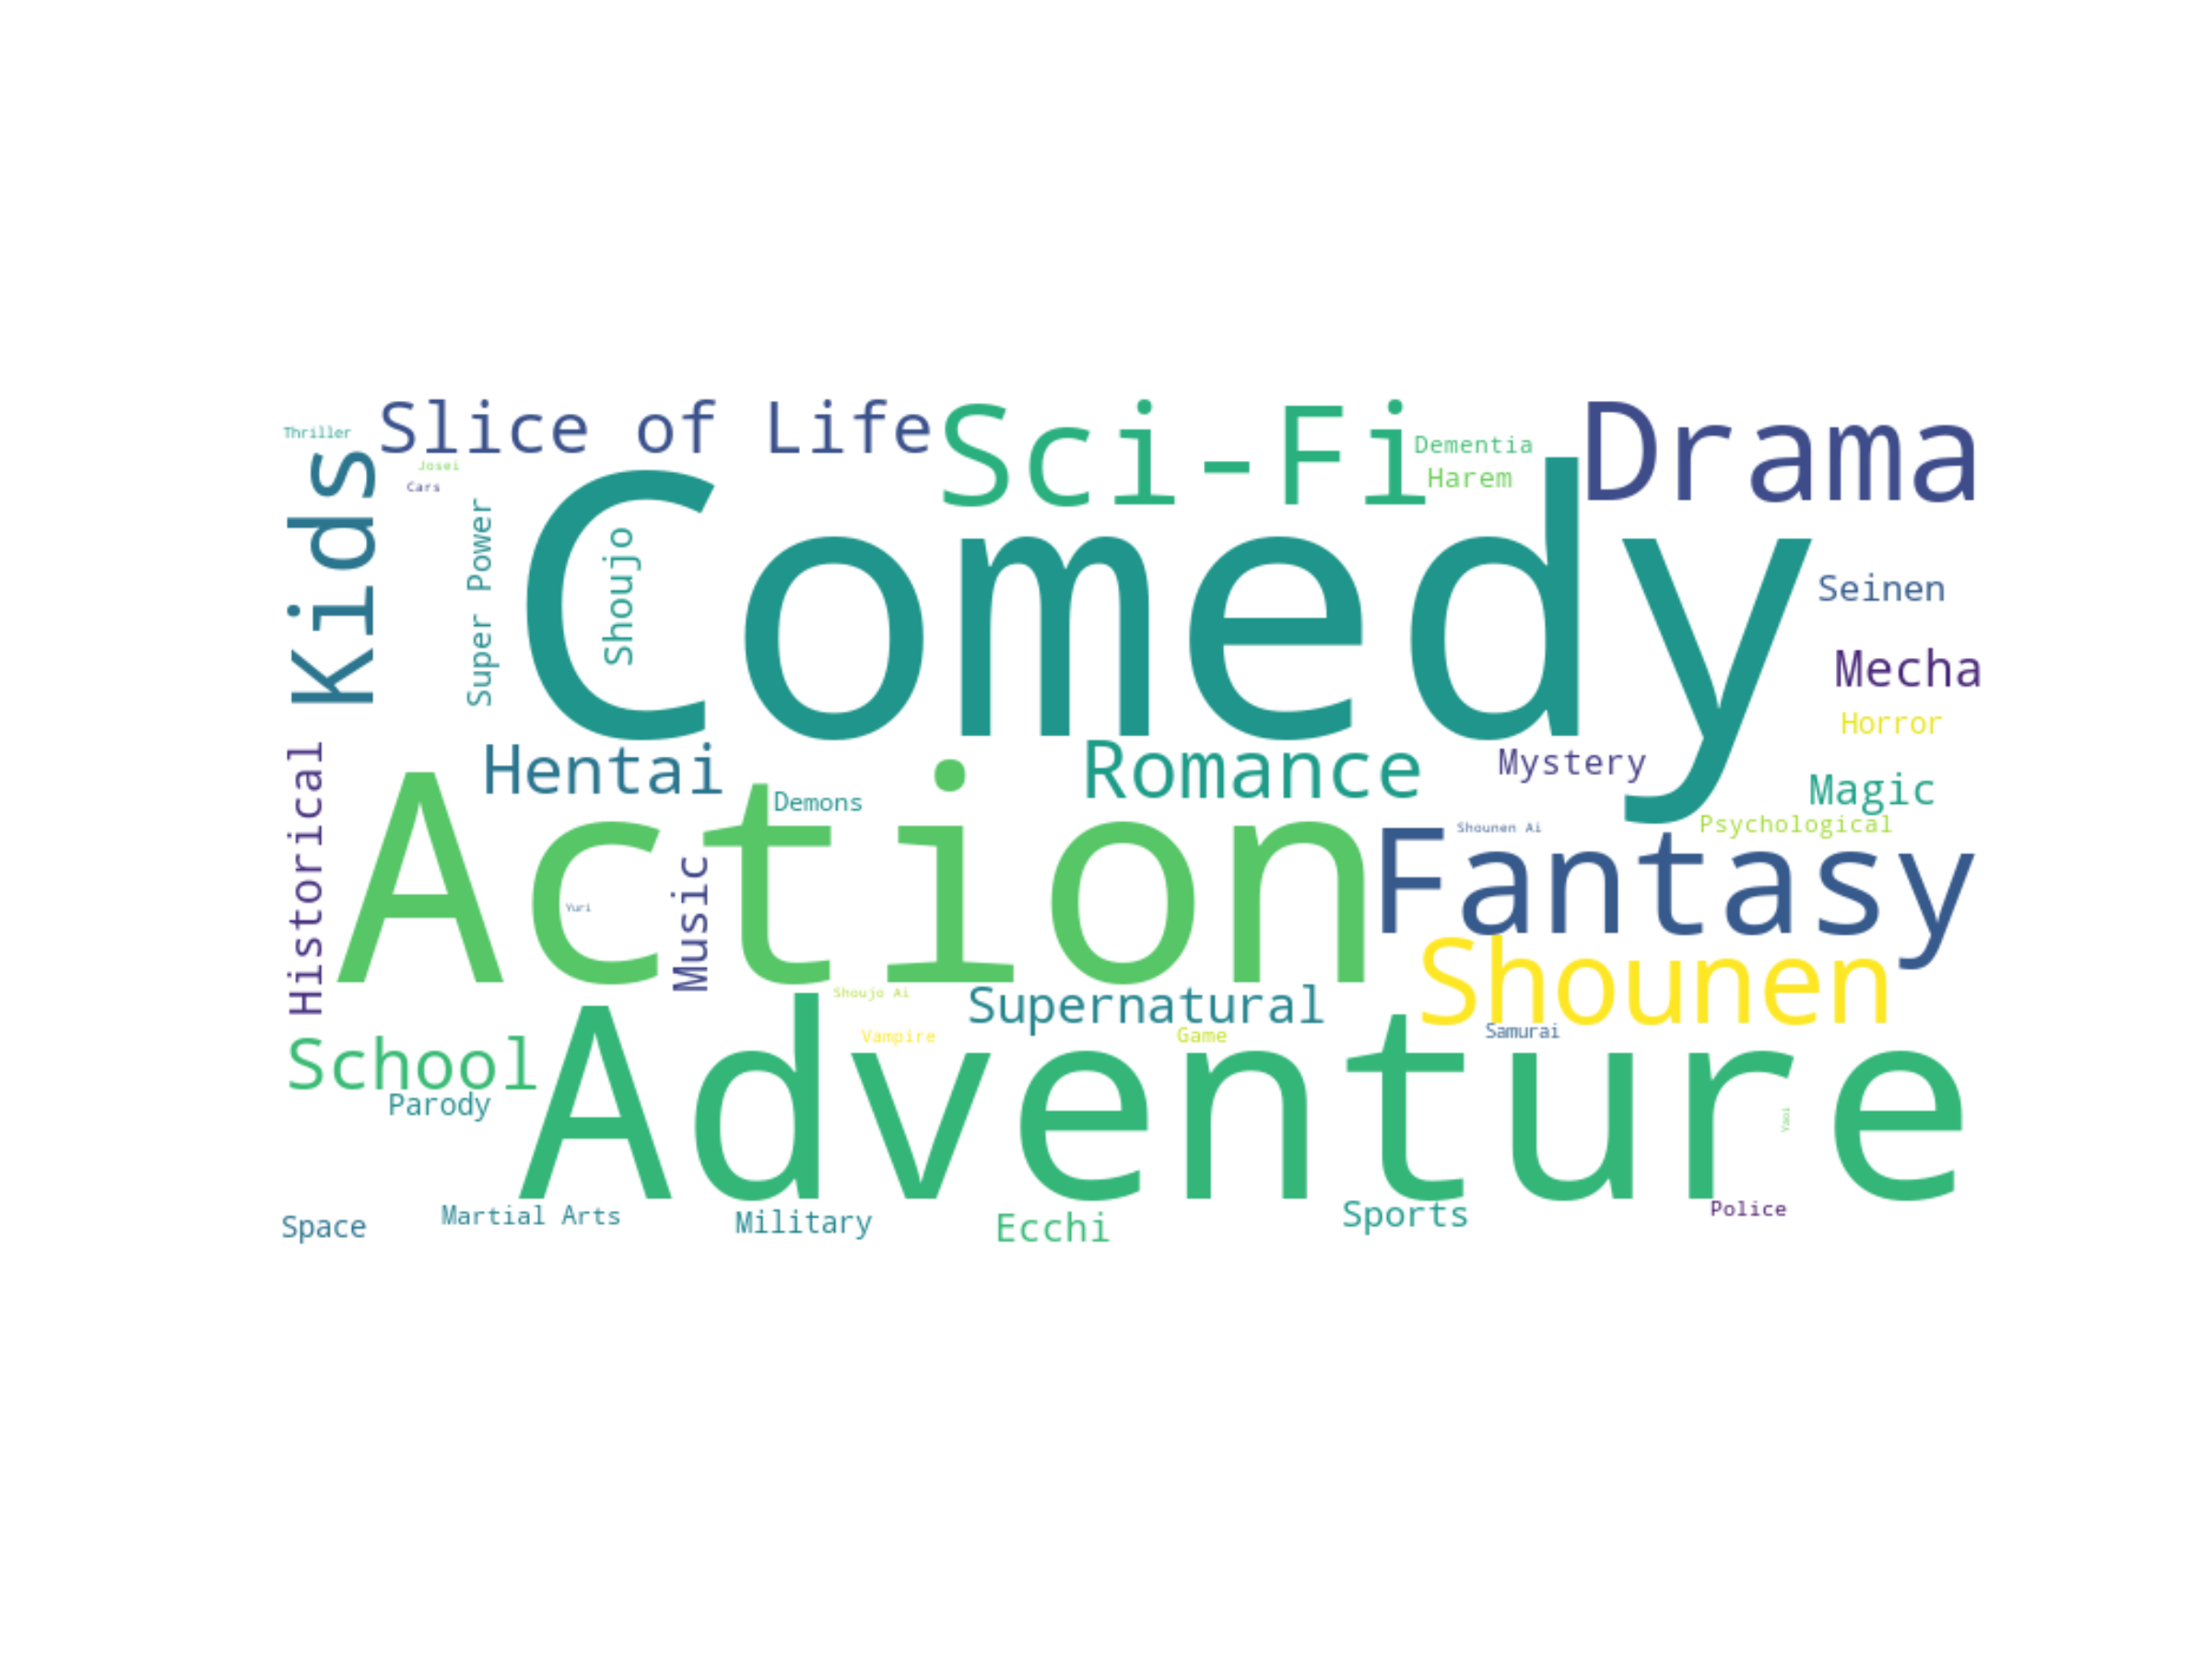 Slice of Life
Sci-Fi
Drama
Thriller
Josei
Cars
Dementia
Harem
Kids
Super Power
Comedy
Shoujo
Seinen
Mecha
Horror
Hentai
Romance
Mystery
Magic
Historical
Action
Demons
Psychological
Shounen Ai
Fantasy
Yuri
Music
Shounen
Shoujo Ai
Supernatural
Samurai
Vampire
Game
School
Parody
Adventure
Yaoi
Space
Martial Arts
Military
Ecchi
Sports
Police